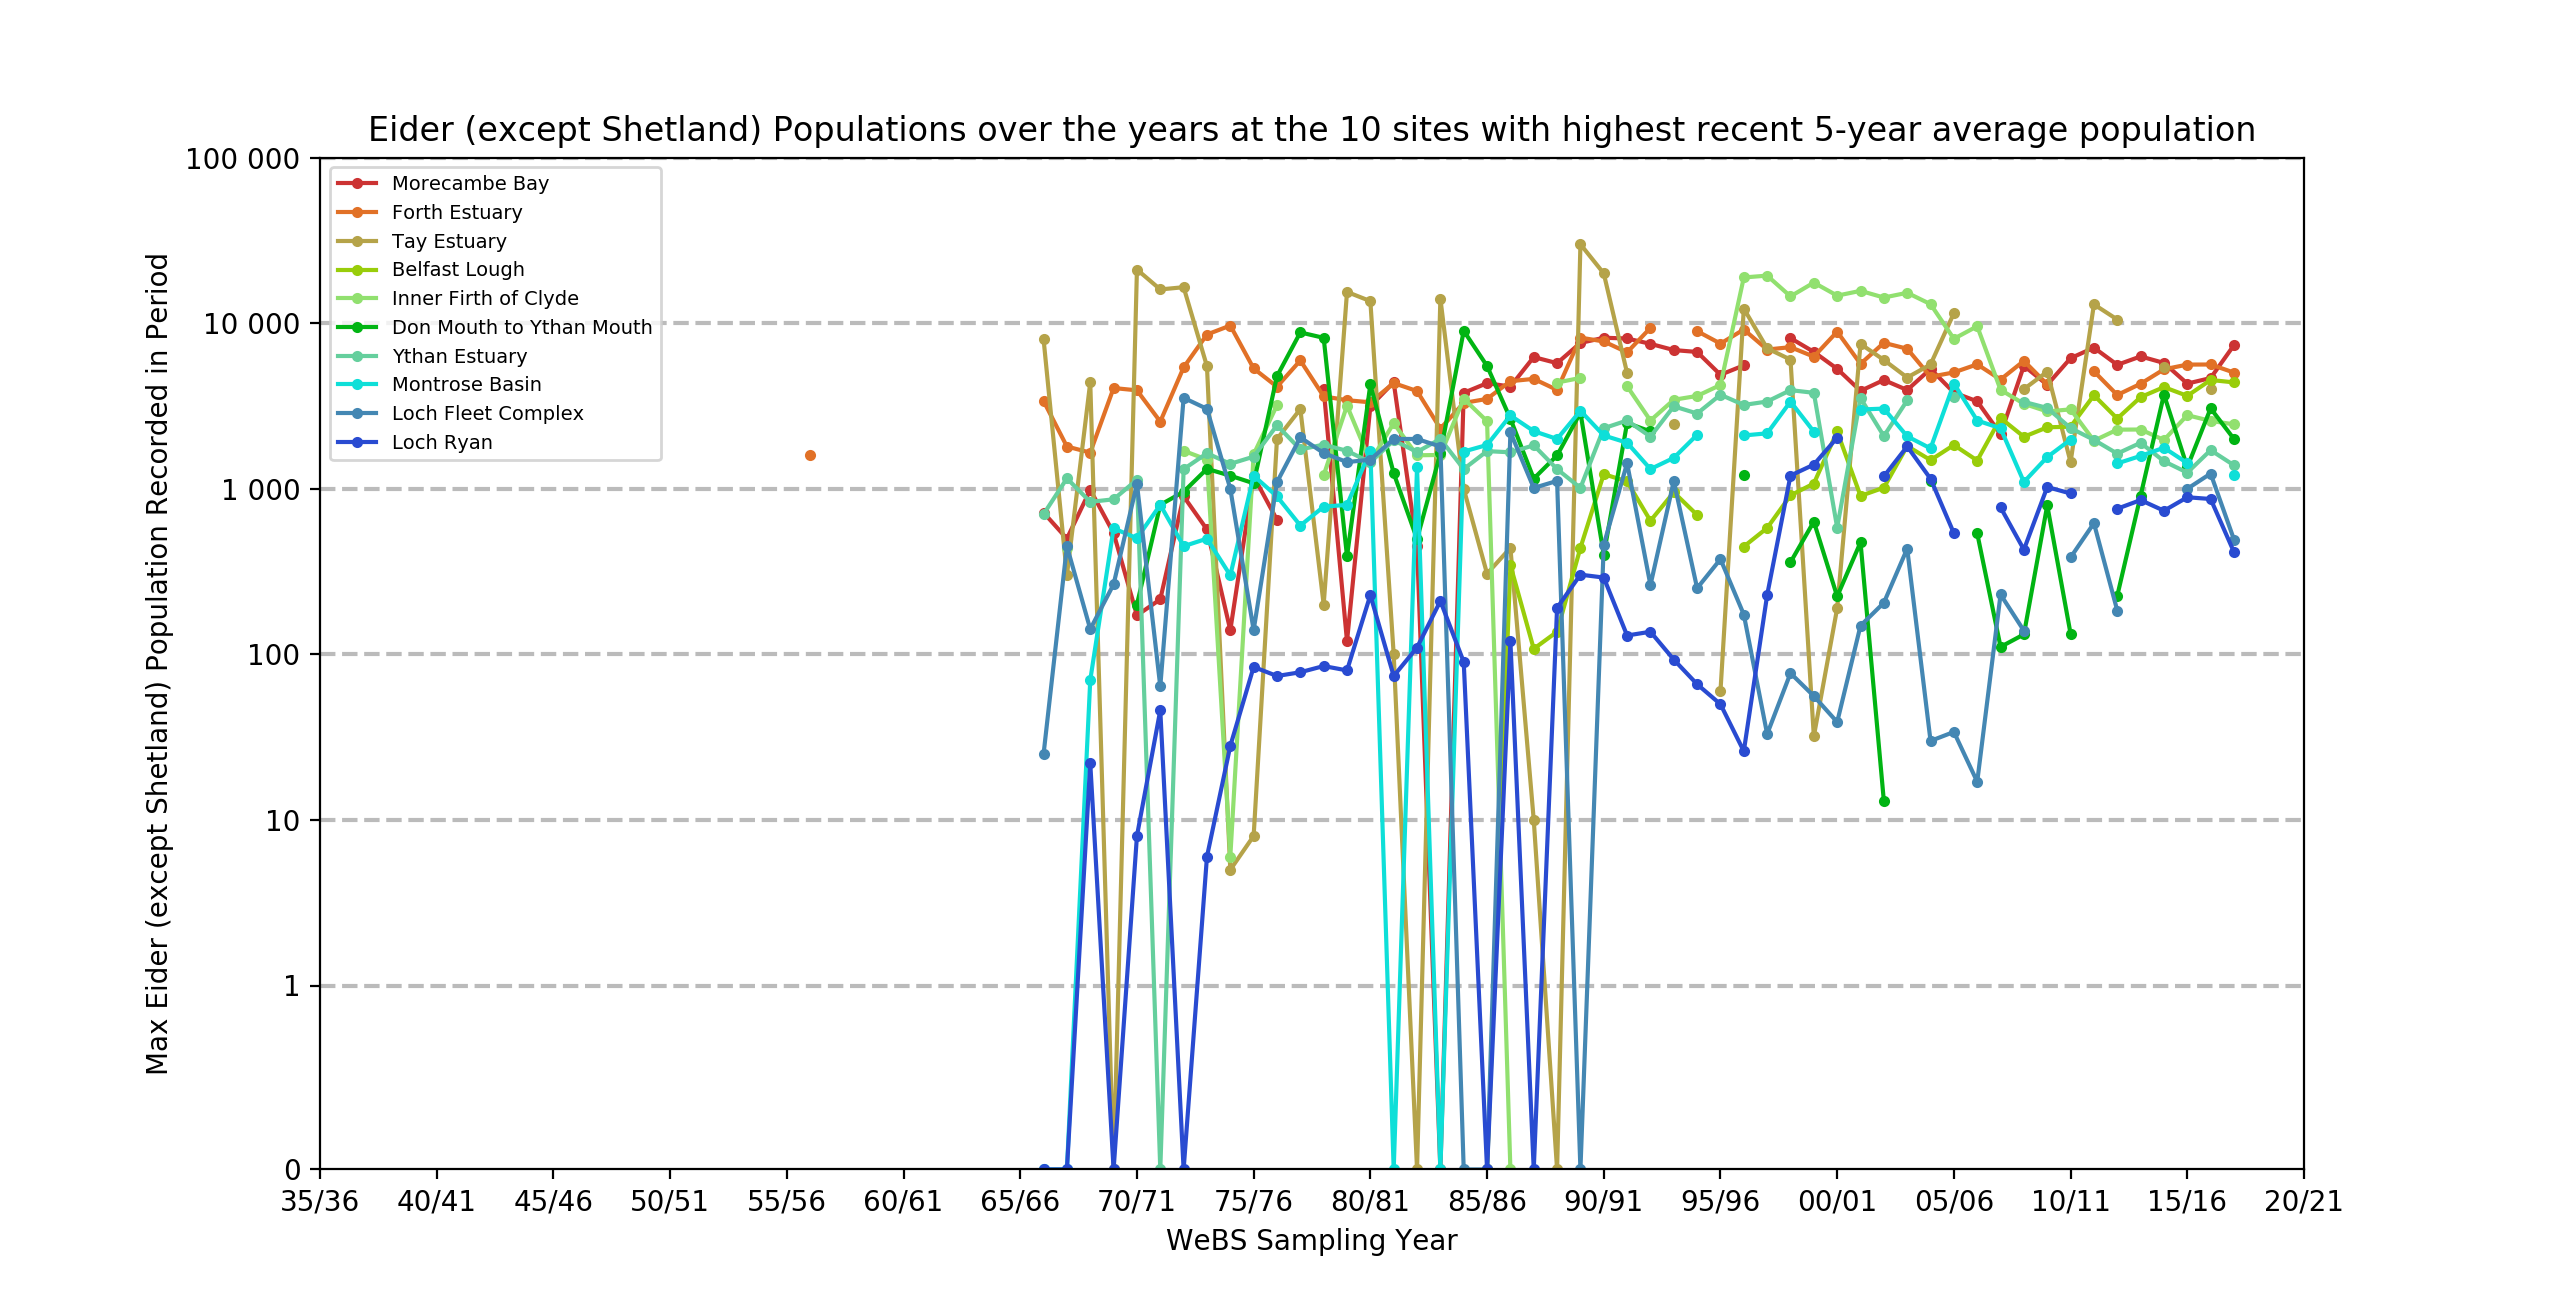 Eider (except Shetland) Populations over the years at the 10 sites with highest recent 5-year average population
Max Eider (except Shetland) Population Recorded in Period
100 000
10 000
1 000
100
10
1
0
Morecambe Bay
Forth Estuary
Tay Estuary
Belfast Lough
Inner Firth of Clyde
Don Mouth to Ythan Mouth
Ythan Estuary
Montrose Basin
Loch Fleet Complex
Loch Ryan
35/36 40/41 45/46 50/51 55/56 60/61 65/66 70/71 75/76 80/81 85/86 90/91 95/96 00/01 05/06 10/11 15/16 20/21
WeBS Sampling Year